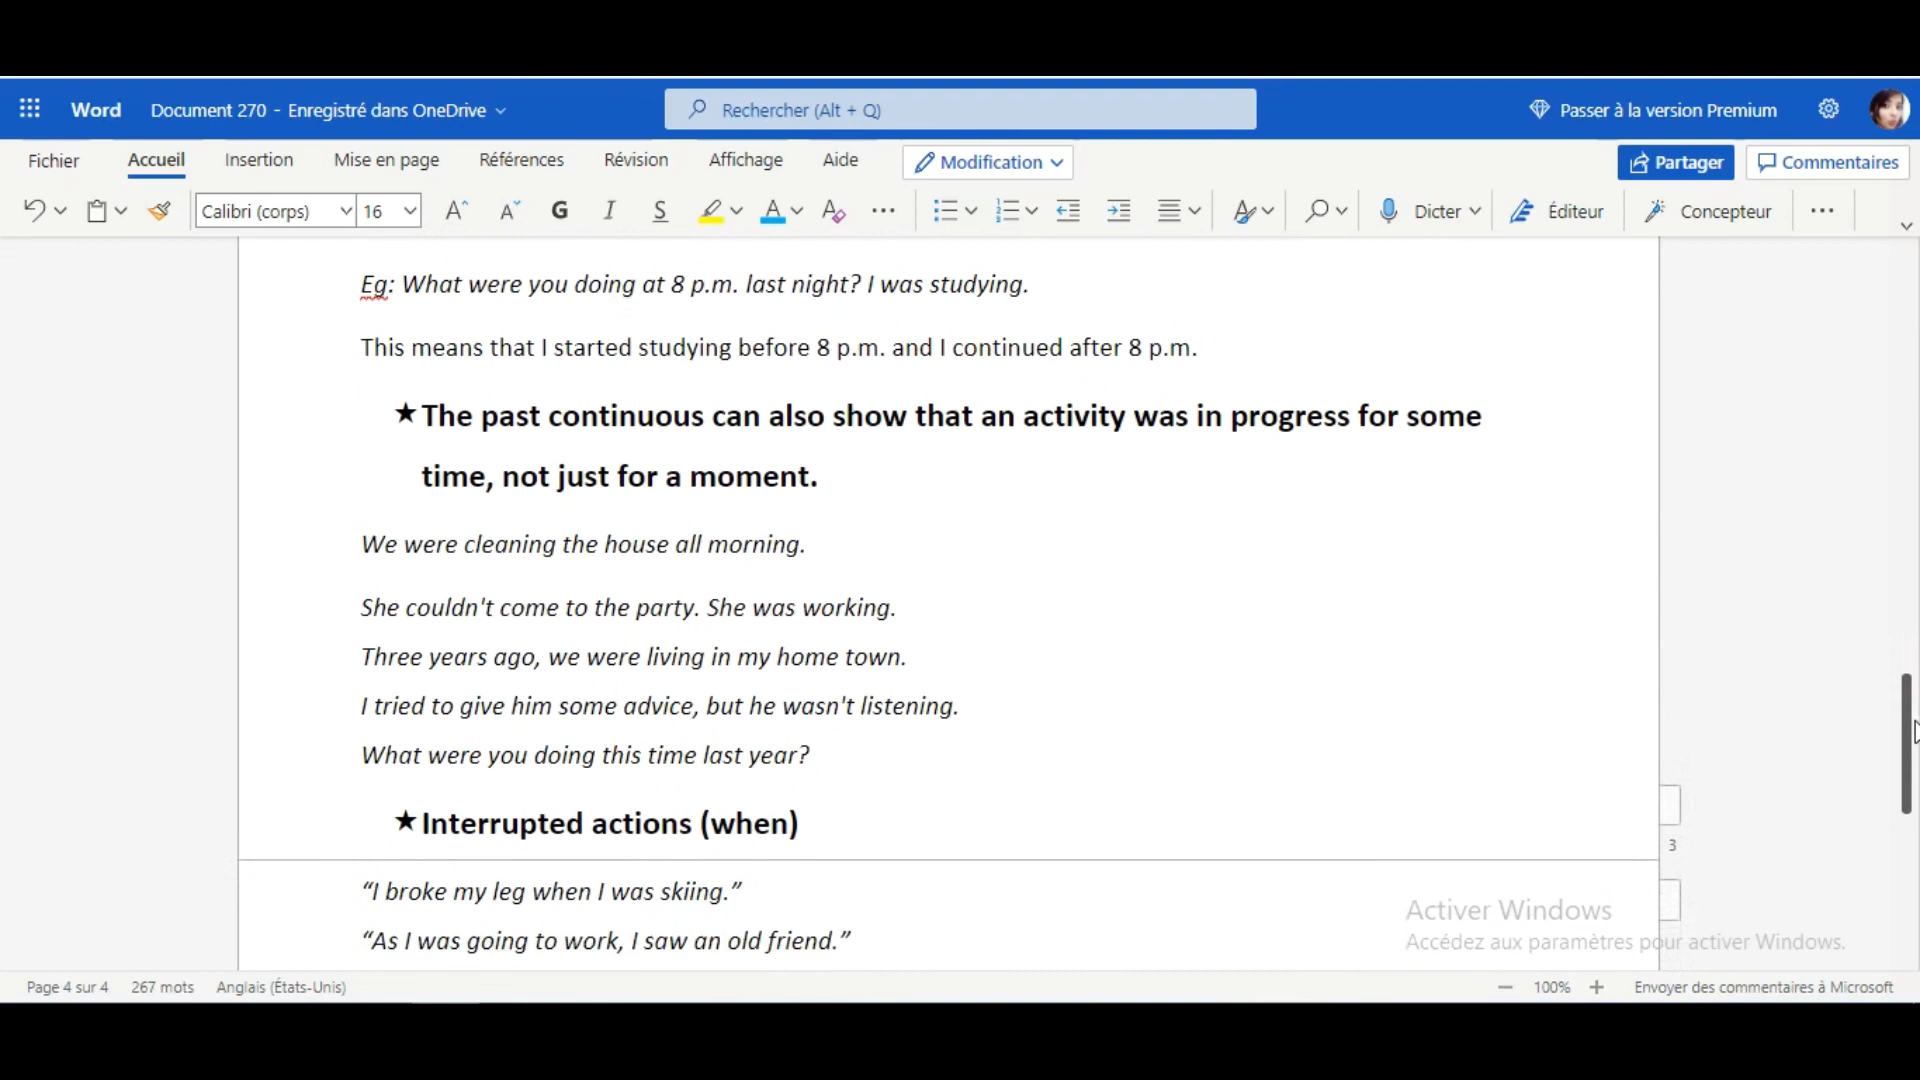 Word Document 270 - Enregistré dans OneDrive Rechercher (Alt + Q) Passer à la version Premium
Fichier Accueil Insertion Mise en page Références Révision Affichage Aide Modification Partager Commentaires
Calibri (corps) 16 G I S Dicter Éditeur Concepteur
Eg: What were you doing at 8 p.m. last night? I was studying.
This means that I started studying before 8 p.m. and I continued after 8 p.m.
★ The past continuous can also show that an activity was in progress for some
time, not just for a moment.
We were cleaning the house all morning.
She couldn't come to the party. She was working.
Three years ago, we were living in my home town.
I tried to give him some advice, but he wasn't listening.
What were you doing this time last year?
★ Interrupted actions (when)
3
“I broke my leg when I was skiing.”
“As I was going to work, I saw an old friend.”
Activer Windows
Accédez aux paramètres pour activer Windows.
Page 4 sur 4 267 mots Anglais (États-Unis) 100% Envoyer des commentaires à Microsoft